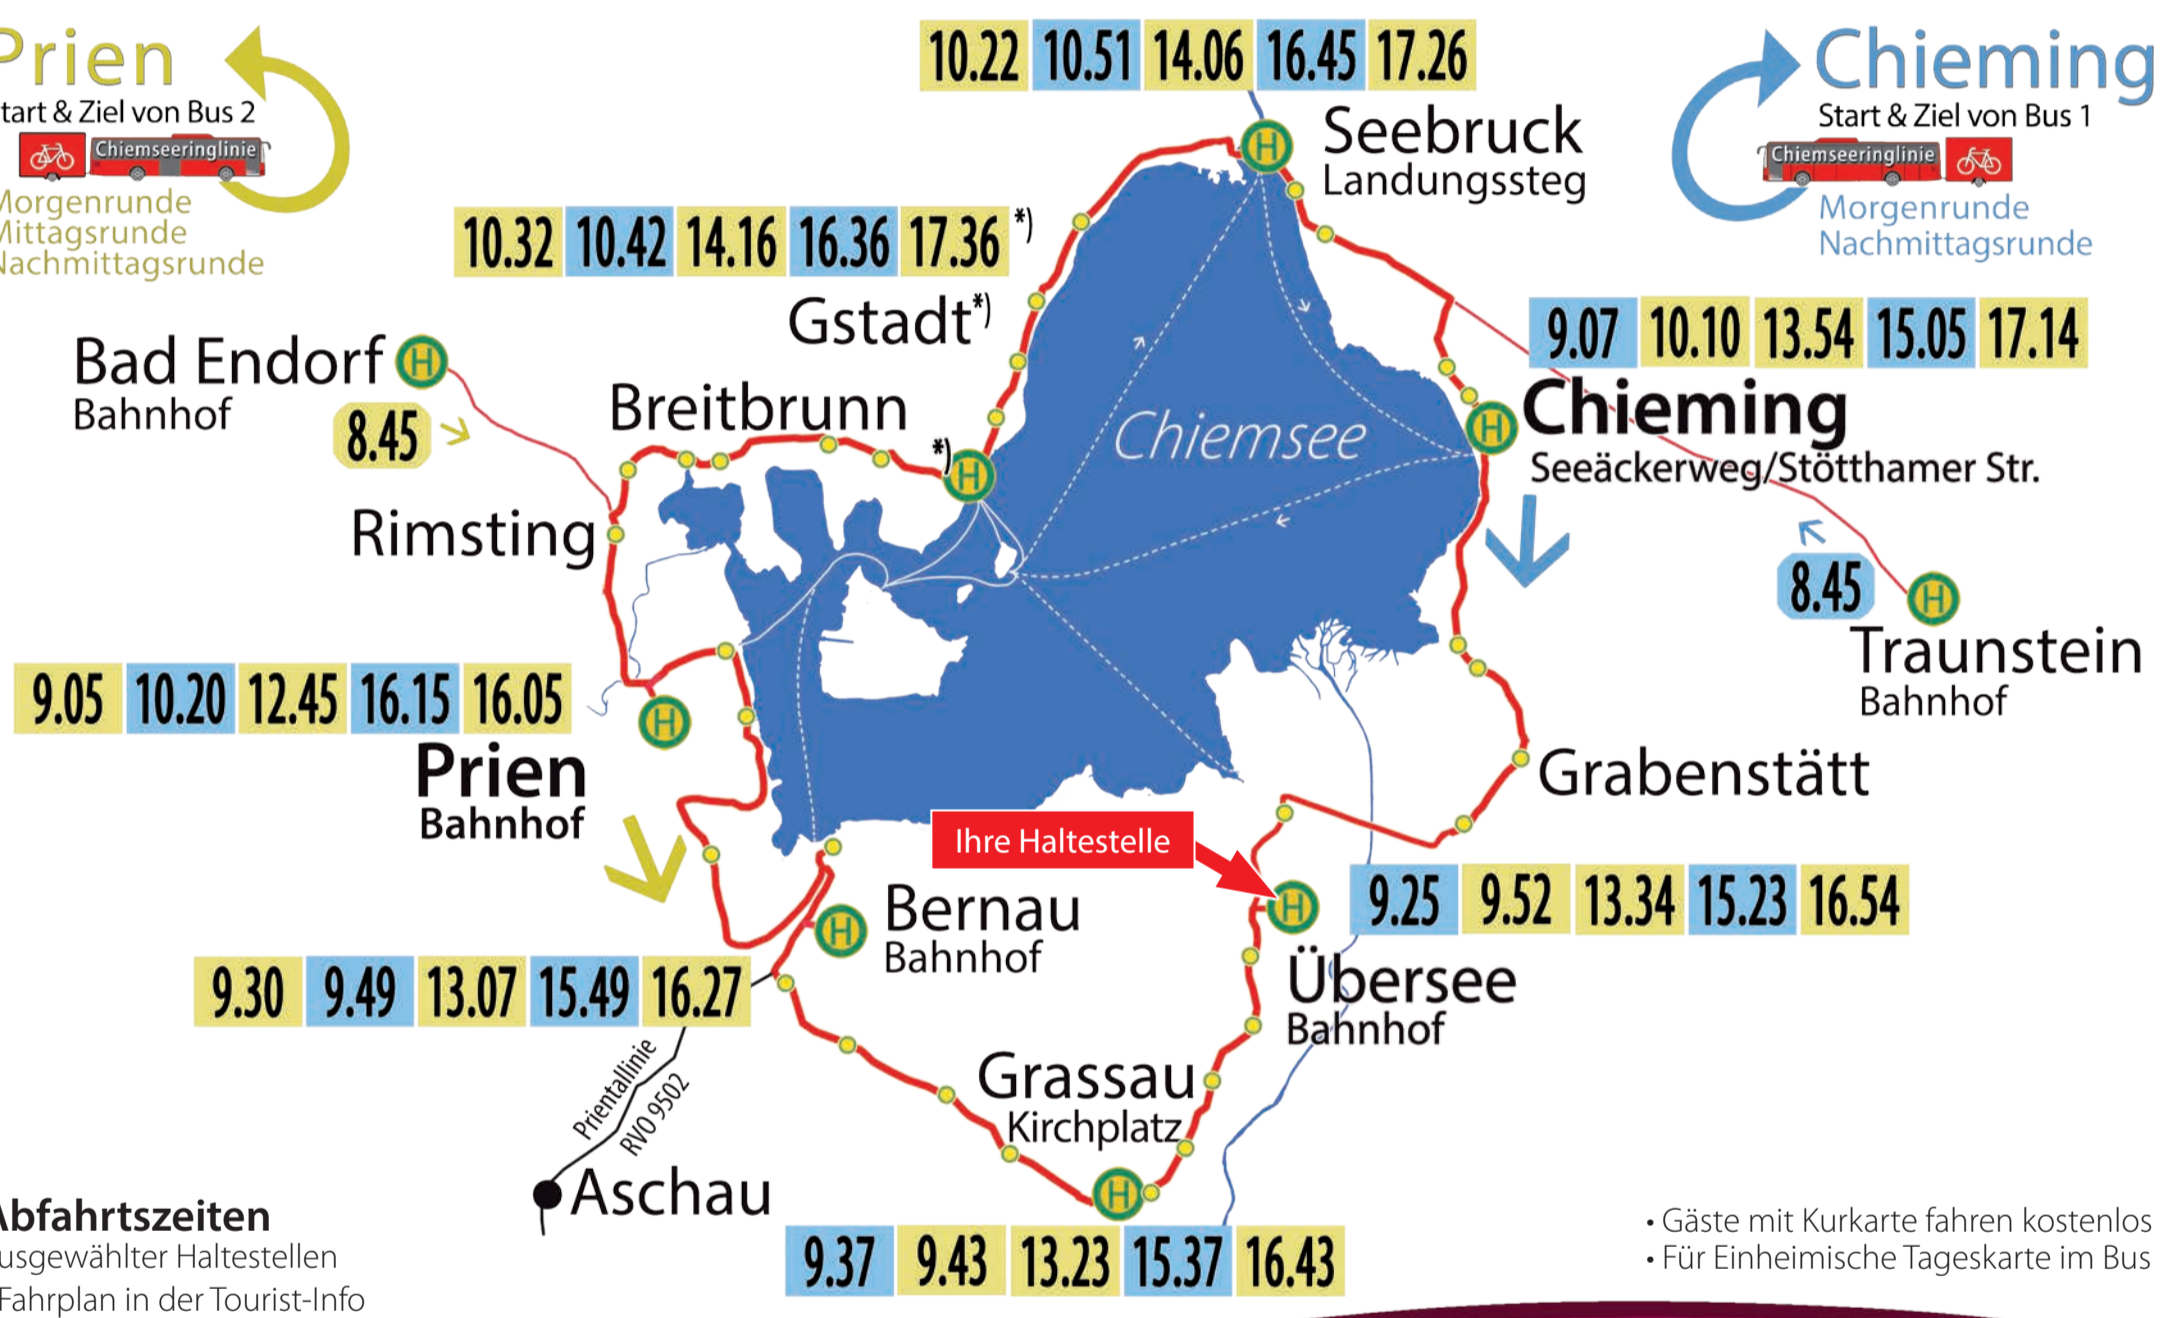 Prien
Start & Ziel von Bus 2
Chiemseeringlinie
Morgenrunde
Mittagsrunde
Nachmittagsrunde
10.22 10.51 14.06 16.45 17.26
Seebruck
Landungssteg
Chieming
Start & Ziel von Bus 1
Chiemseeringlinie
Morgenrunde
Nachmittagsrunde
10.32 10.42 14.16 16.36 17.36 *)
Gstadt*)
Bad Endorf
Bahnhof
8.45
Breitbrunn
*)
Chiemsee
9.07 10.10 13.54 15.05 17.14
Chieming
Seeäckerweg/Stötthamer Str.
Rimsting
8.45
Traunstein
Bahnhof
9.05 10.20 12.45 16.15 16.05
Prien
Bahnhof
Grabenstätt
Ihre Haltestelle
Bernau
Bahnhof
9.25 9.52 13.34 15.23 16.54
Übersee
Bahnhof
9.30 9.49 13.07 15.49 16.27
Prientallinie
RVO 9502
Aschau
Grassau
Kirchplatz
9.37 9.43 13.23 15.37 16.43
Abfahrtszeiten
ausgewählter Haltestellen
Fahrplan in der Tourist-Info
• Gäste mit Kurkarte fahren kostenlos
• Für Einheimische Tageskarte im Bus
H
H
H
H
H
H
H
H
H